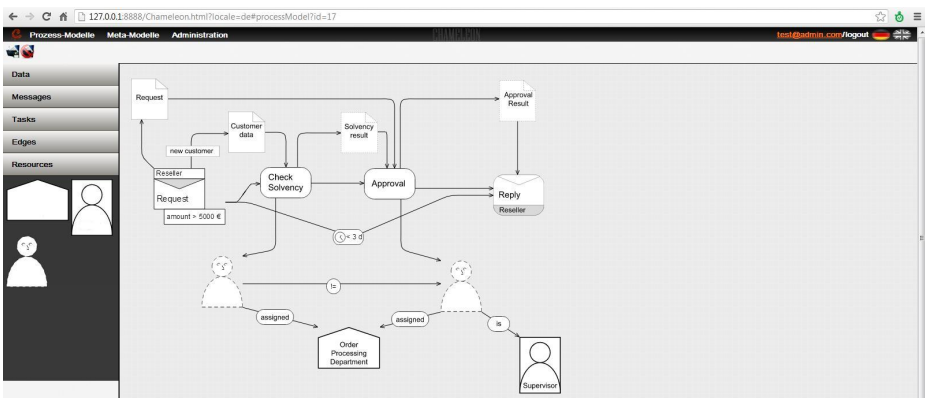 127.0.0.1:8888/Chameleon.html?locale=de#processModel?id=17
Prozess-Modelle Meta-Modelle Administration
CHAMELEON
test@admin.com/logout
Data
Messages
Tasks
Edges
Resources
Request
Customer
data
Solvency
result
Approval
Result
new customer
Reseller
Request
amount > 5000 €
Check
Solvency
Approval
Reply
Reseller
< 3 d
!=
assigned
assigned
is
Order
Processing
Department
Supervisor